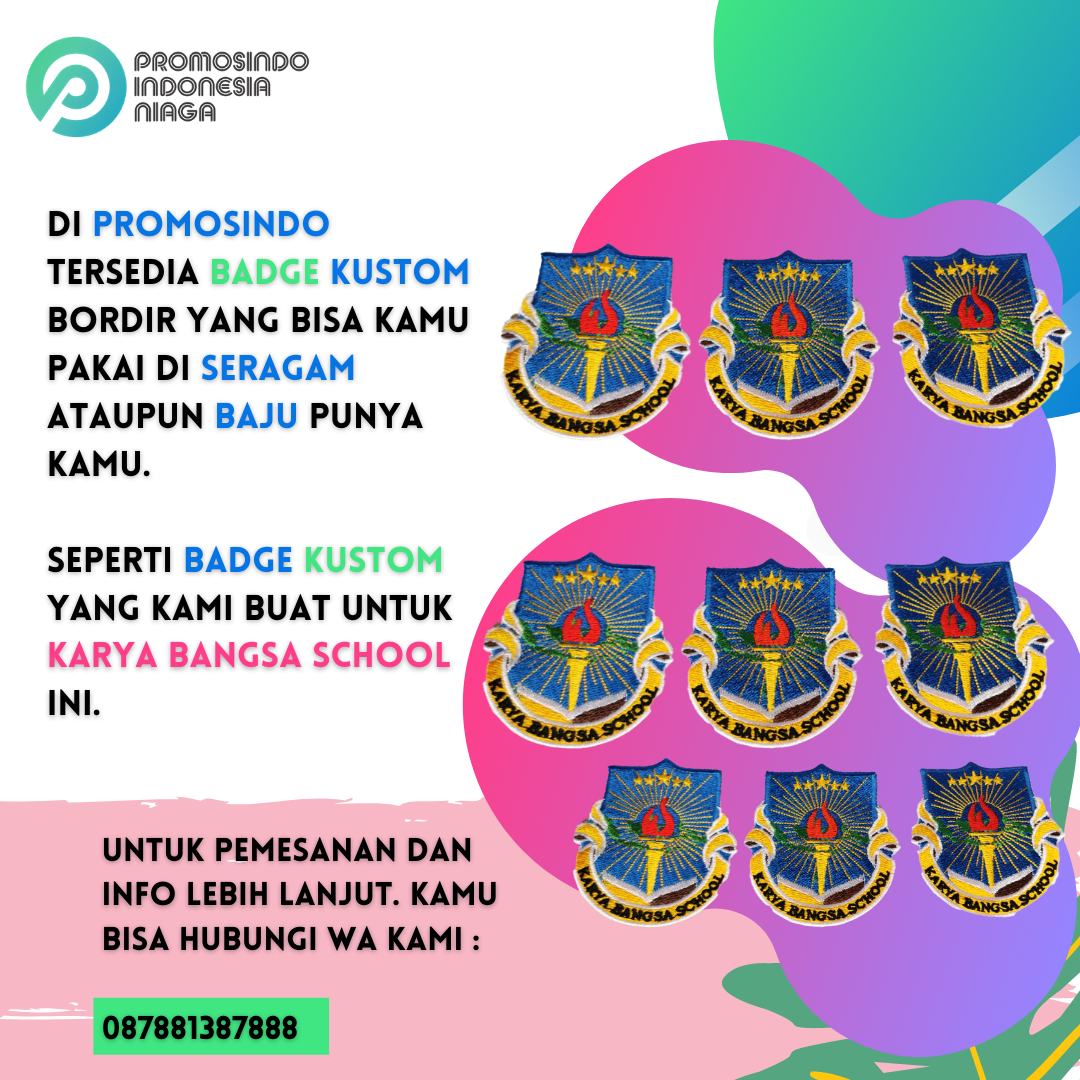 PROMOSINDO
INDONESIA
NIAGA
DI PROMOSINDO
TERSEDIA BADGE KUSTOM
BORDIR YANG BISA KAMU
PAKAI DI SERAGAM
ATAUPUN BAJU PUNYA
KAMU.
SEPERTI BADGE KUSTOM
YANG KAMI BUAT UNTUK
KARYA BANGSA SCHOOL
INI.
KARYA BANGSA SCHOOL
KARYA BANGSA SCHOOL
KARYA BANGSA SCHOOL
KARYA BANGSA SCHOOL
KARYA BANGSA SCHOOL
KARYA BANGSA SCHOOL
KARYA BANGSA SCHOOL
KARYA BANGSA SCHOOL
KARYA BANGSA SCHOOL
UNTUK PEMESANAN DAN
INFO LEBIH LANJUT. KAMU
BISA HUBUNGI WA KAMI :
087881387888